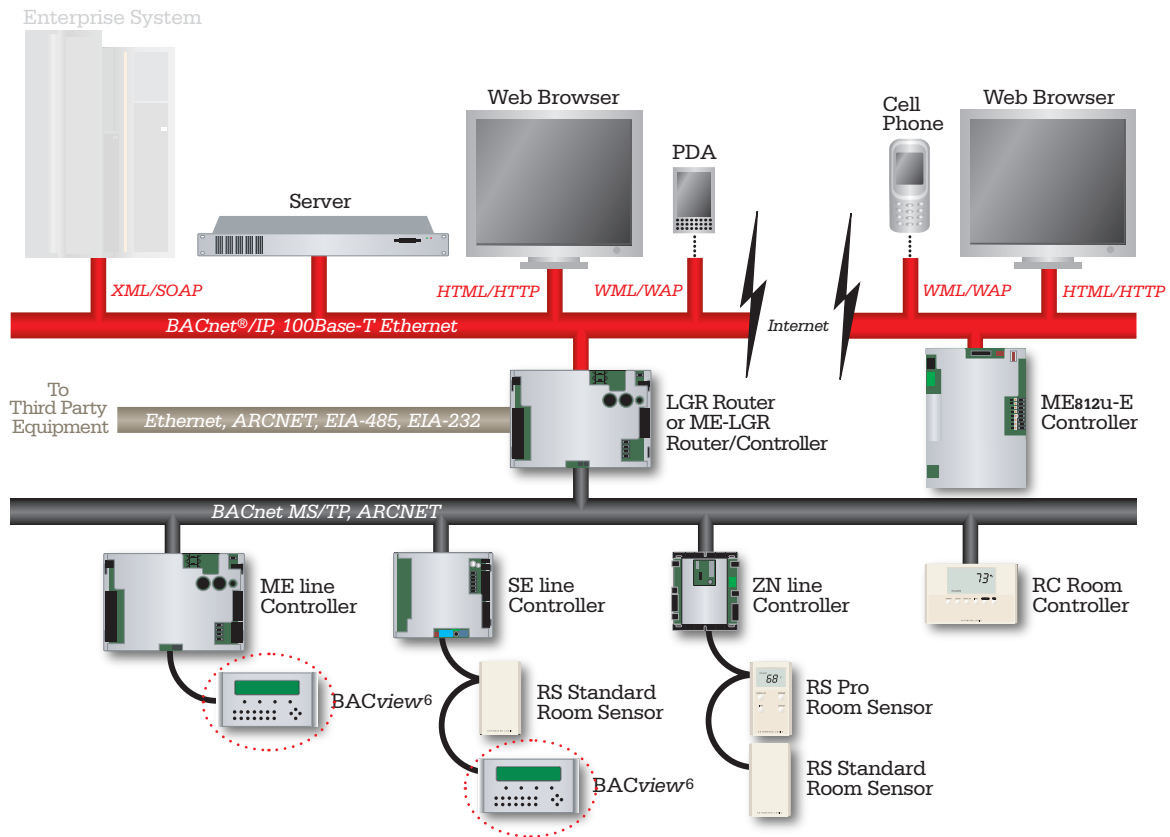 Enterprise System
Web Browser
Cell
Phone
Web Browser
PDA
Server
XML/SOAP
HTML/HTTP
WML/WAP
WML/WAP
HTML/HTTP
BACnet®/IP, 100Base-T Ethernet
Internet
To
Third Party
Equipment
Ethernet, ARCNET, EIA-485, EIA-232
LGR Router
or ME-LGR
Router/Controller
ME812u-E
Controller
BACnet MS/TP, ARCNET
ME line
Controller
SE line
Controller
ZN line
Controller
73°
RC Room
Controller
BACview⁶
RS Standard
Room Sensor
68°
RS Pro
Room Sensor
BACview⁶
RS Standard
Room Sensor